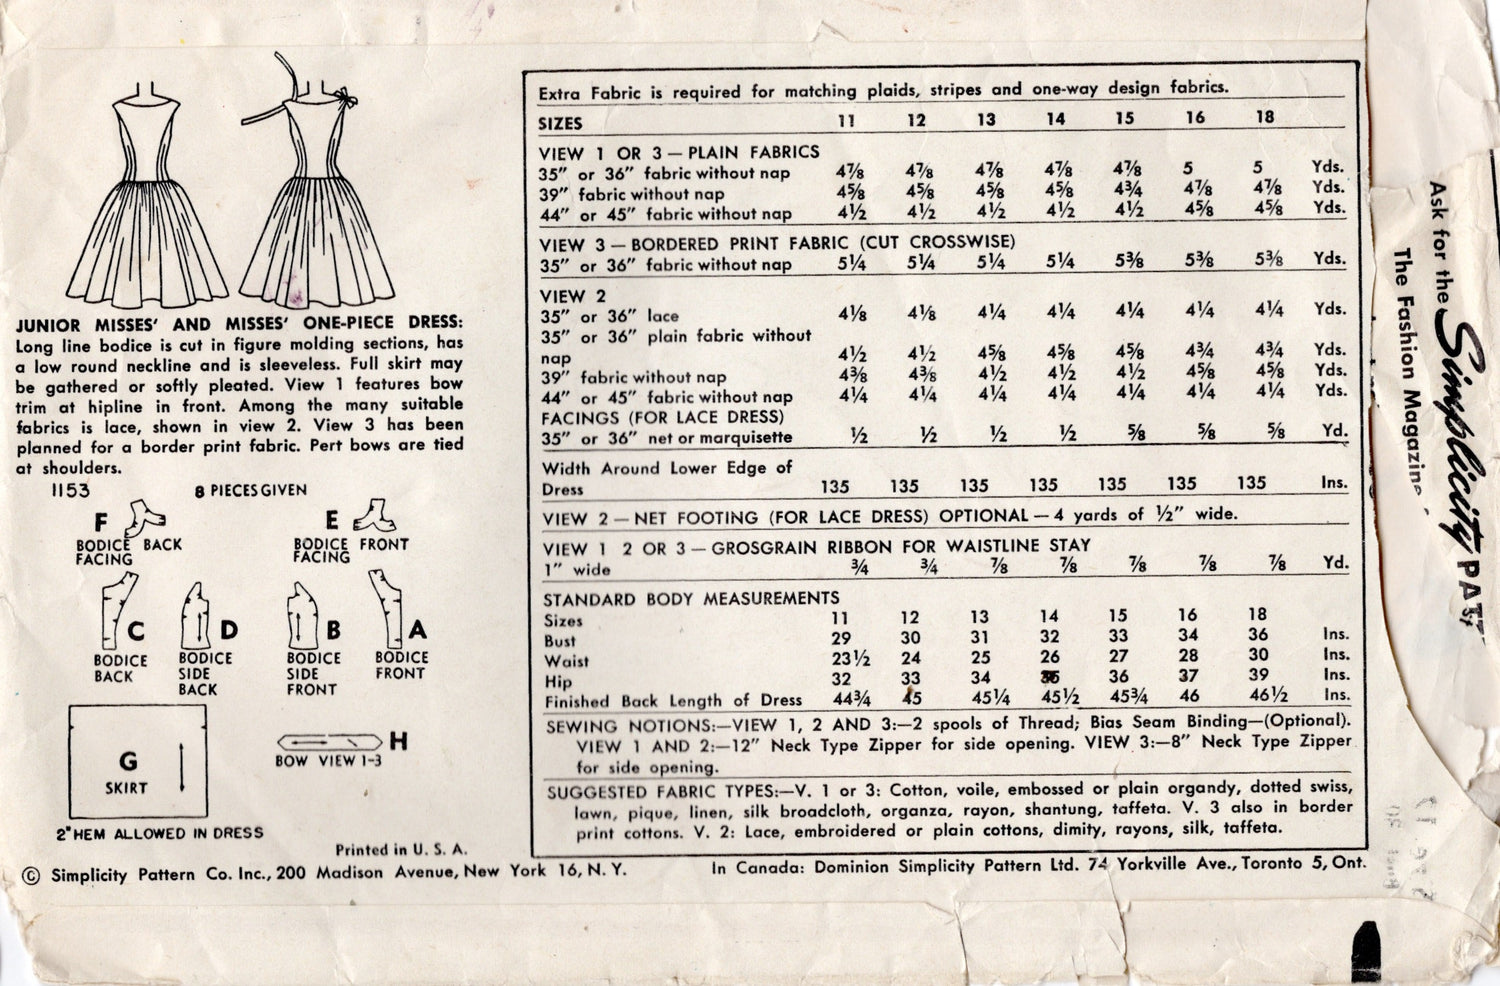 JUNIOR MISSES' AND MISSES' ONE-PIECE DRESS:
Long line bodice is cut in figure molding sections, has
a low round neckline and is sleeveless. Full skirt may
be gathered or softly pleated. View 1 features bow
trim at hipline in front. Among the many suitable
fabrics is lace, shown in view 2. View 3 has been
planned for a border print fabric. Pert bows are tied
at shoulders.
1153 8 PIECES GIVEN
F
BODICE BACK
FACING
E
BODICE FRONT
FACING
C
BODICE
BACK
D
BODICE
SIDE
BACK
B
BODICE
SIDE
FRONT
A
BODICE
FRONT
G
SKIRT
H
BOW VIEW 1-3
2" HEM ALLOWED IN DRESS
Printed in U. S. A.
Extra Fabric is required for matching plaids, stripes and one-way design fabrics.
SIZES 11 12 13 14 15 16 18
VIEW 1 OR 3 — PLAIN FABRICS
35" or 36" fabric without nap 4⅞ 4⅞ 4⅞ 4⅞ 4⅞ 5 5 Yds.
39" fabric without nap 4⅝ 4⅝ 4⅝ 4⅝ 4¾ 4⅞ 4⅞ Yds.
44" or 45" fabric without nap 4½ 4½ 4½ 4½ 4½ 4⅝ 4⅝ Yds.
VIEW 3 — BORDERED PRINT FABRIC (CUT CROSSWISE)
35" or 36" fabric without nap 5¼ 5¼ 5¼ 5¼ 5⅜ 5⅜ 5⅜ Yds.
VIEW 2
35" or 36" lace 4⅛ 4⅛ 4¼ 4¼ 4¼ 4¼ 4¼ Yds.
35" or 36" plain fabric without
nap 4½ 4½ 4⅝ 4⅝ 4⅝ 4¾ 4¾ Yds.
39" fabric without nap 4⅜ 4⅜ 4½ 4½ 4½ 4⅝ 4⅝ Yds.
44" or 45" fabric without nap 4¼ 4¼ 4¼ 4¼ 4¼ 4¼ 4¼ Yds.
FACINGS (FOR LACE DRESS)
35" or 36" net or marquisette ½ ½ ½ ½ ⅝ ⅝ ⅝ Yd.
Width Around Lower Edge of
Dress 135 135 135 135 135 135 135 Ins.
VIEW 2 — NET FOOTING (FOR LACE DRESS) OPTIONAL — 4 yards of ½" wide.
VIEW 1 2 OR 3 — GROSGRAIN RIBBON FOR WAISTLINE STAY
1" wide ¾ ¾ ⅞ ⅞ ⅞ ⅞ ⅞ Yd.
STANDARD BODY MEASUREMENTS
Sizes 11 12 13 14 15 16 18
Bust 29 30 31 32 33 34 36 Ins.
Waist 23½ 24 25 26 27 28 30 Ins.
Hip 32 33 34 36 37 39 Ins.
Finished Back Length of Dress 44¾ 45 45¼ 45½ 45¾ 46 46½ Ins.
SEWING NOTIONS:—VIEW 1, 2 AND 3:—2 spools of Thread; Bias Seam Binding—(Optional).
VIEW 1 AND 2:—12" Neck Type Zipper for side opening. VIEW 3:—8" Neck Type Zipper
for side opening.
SUGGESTED FABRIC TYPES:—V. 1 or 3: Cotton, voile, embossed or plain organdy, dotted swiss,
lawn, pique, linen, silk broadcloth, organza, rayon, shantung, taffeta. V. 3 also in border
print cottons. V. 2: Lace, embroidered or plain cottons, dimity, rayons, silk, taffeta.
© Simplicity Pattern Co. Inc., 200 Madison Avenue, New York 16, N. Y. In Canada: Dominion Simplicity Pattern Ltd. 74 Yorkville Ave., Toronto 5, Ont.
Ask for the Simplicity PATT
The Fashion Magazine